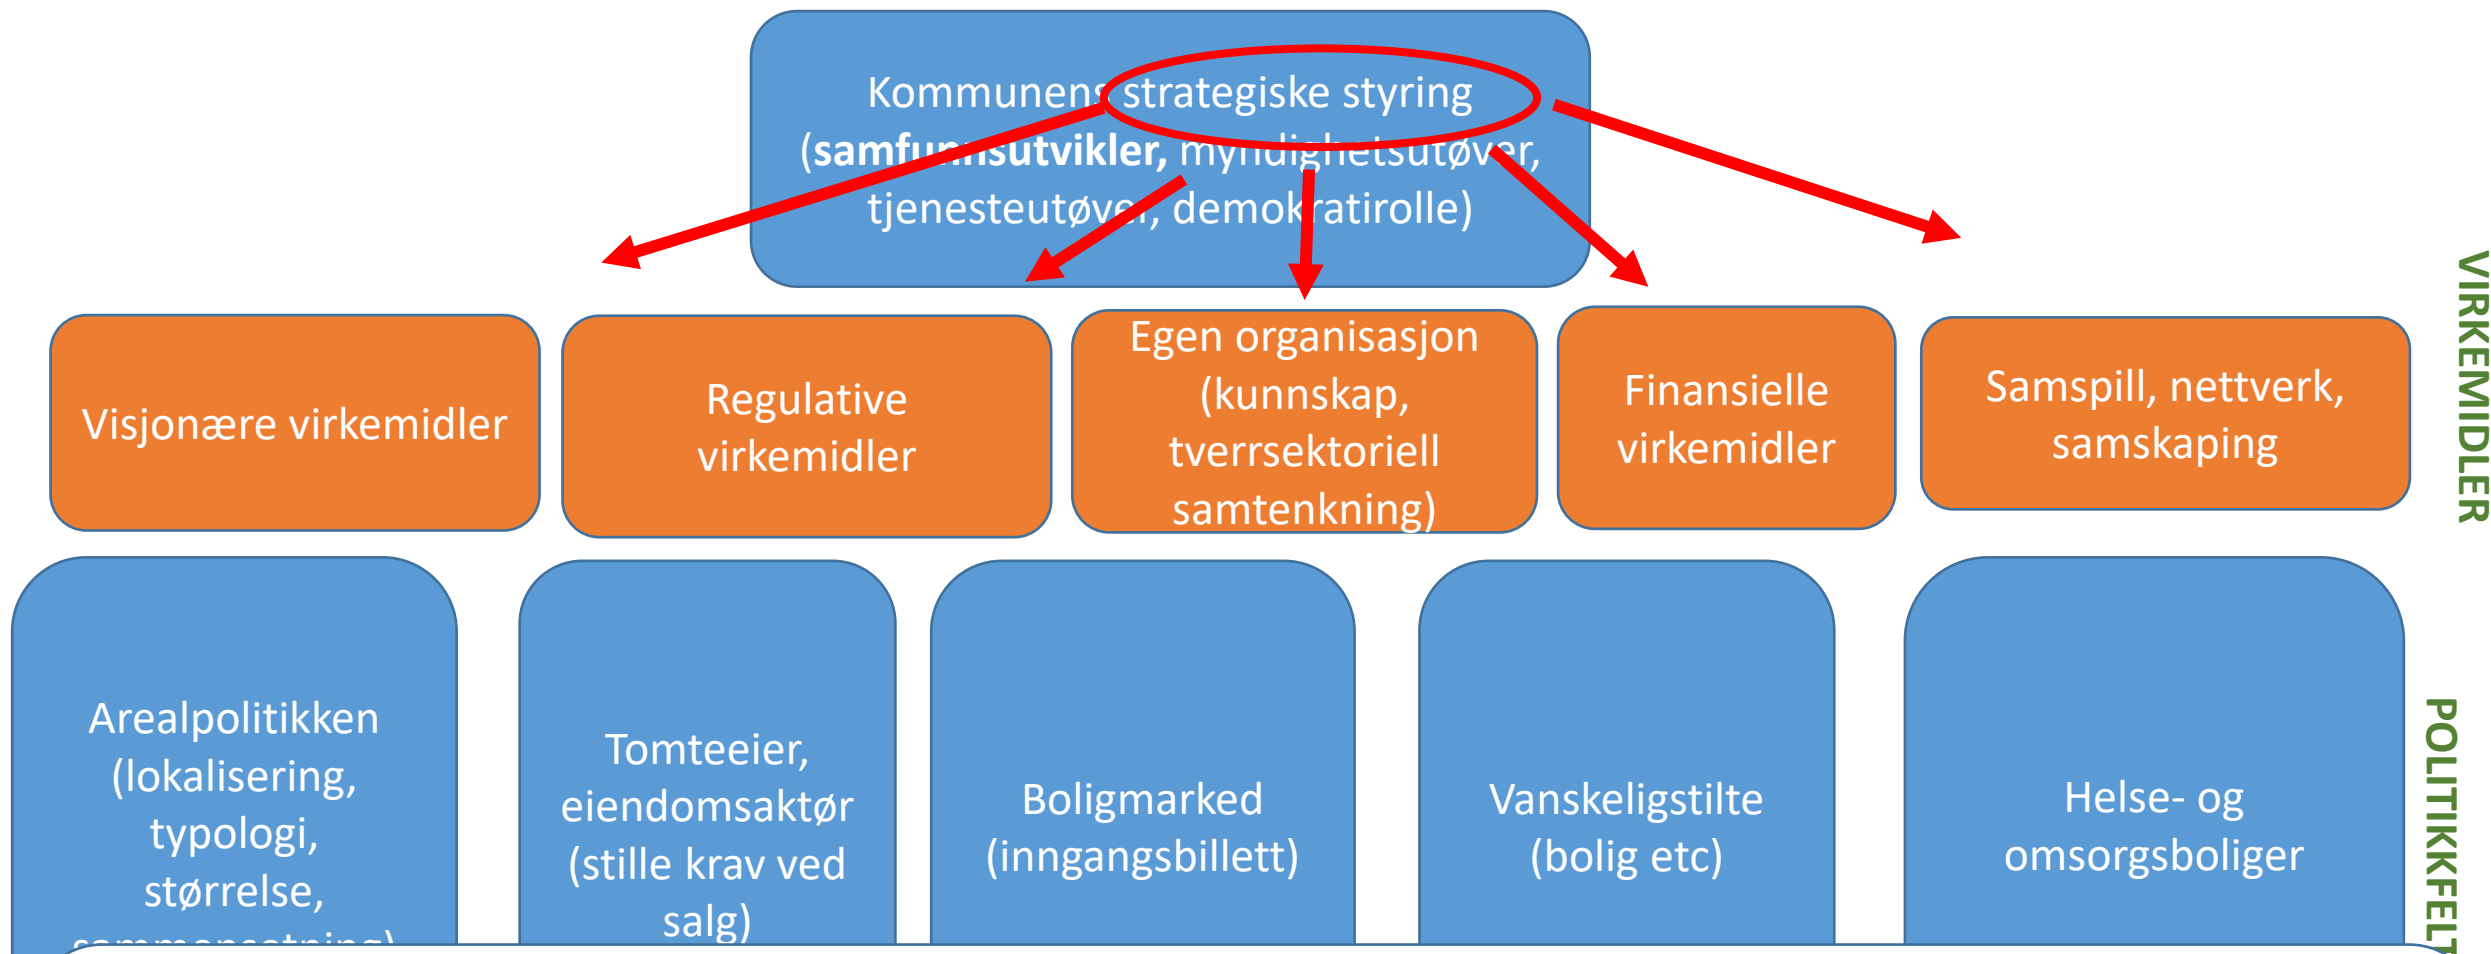 Kommunens strategiske styring
(samfunnsutvikler, myndighetsutøver,
tjenesteutøver, demokratirolle)
Visjonære virkemidler
Regulative
virkemidler
Egen organisasjon
(kunnskap,
tverrsektoriell
samtenkning)
Finansielle
virkemidler
Samspill, nettverk,
samskaping
VIRKEMIDLER
Arealpolitikken
(lokalisering,
typologi,
størrelse,
sammensetning)
Tomteeier,
eiendomsaktør
(stille krav ved
salg)
Boligmarked
(inngangsbillett)
Vanskeligstilte
(bolig etc)
Helse- og
omsorgsboliger
POLITIKKFELT